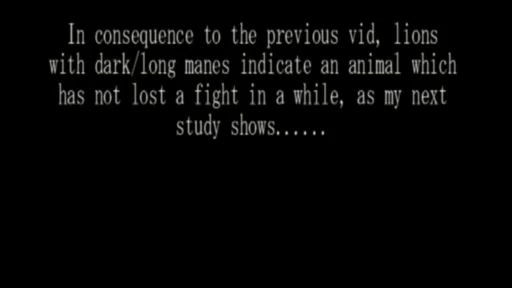 In consequence to the previous vid, lions
with dark/long manes indicate an animal which
has not lost a fight in a while, as my next
study shows......